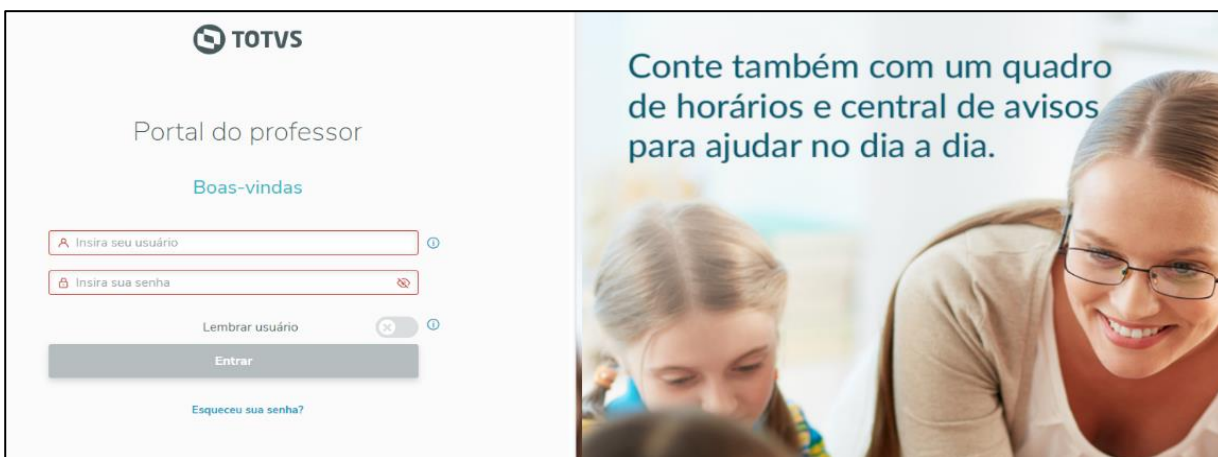 TOTVS
Portal do professor
Boas-vindas
Insira seu usuário
Insira sua senha
Lembrar usuário
Entrar
Esqueceu sua senha?
Conte também com um quadro
de horários e central de avisos
para ajudar no dia a dia.